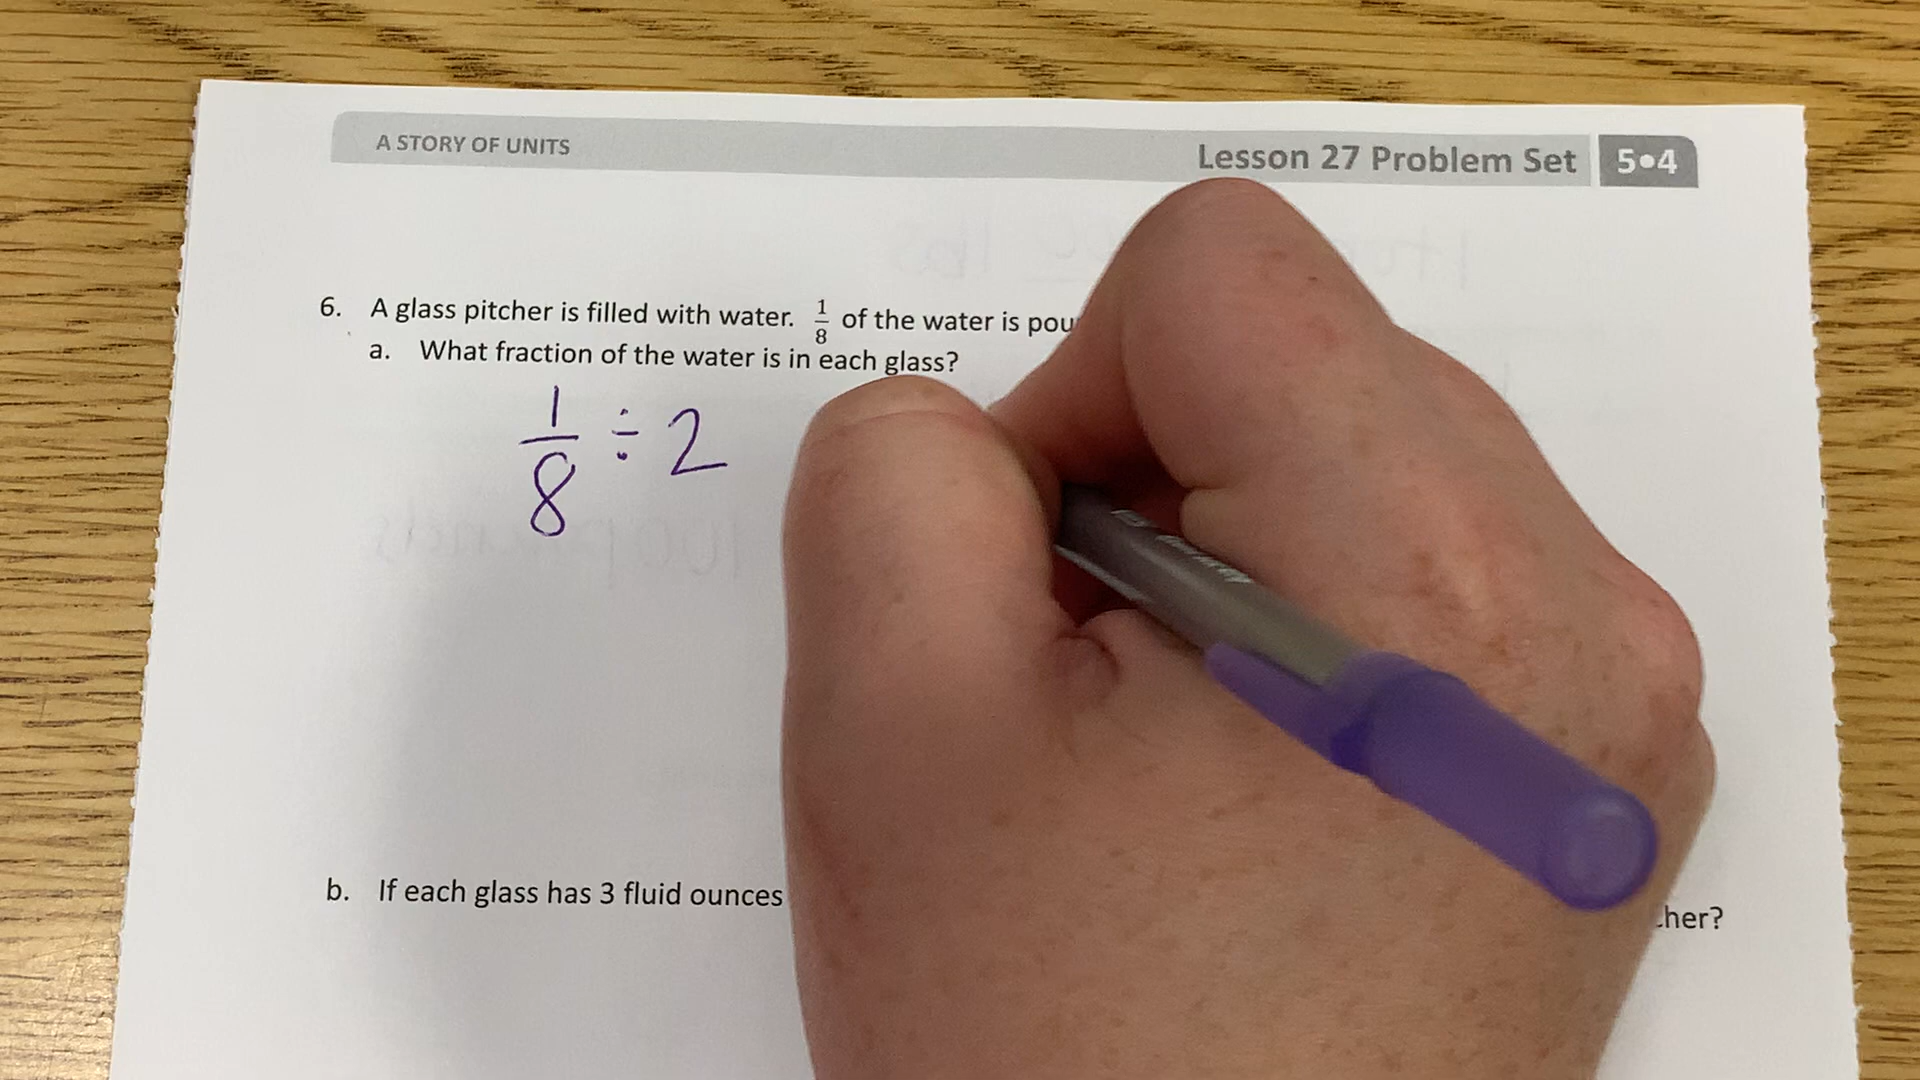 A STORY OF UNITS
Lesson 27 Problem Set 5•4
6. A glass pitcher is filled with water. 1/8 of the water is
a. What fraction of the water is in each glass?
1/8 ÷ 2
b. If each glass has 3 fluid ounces